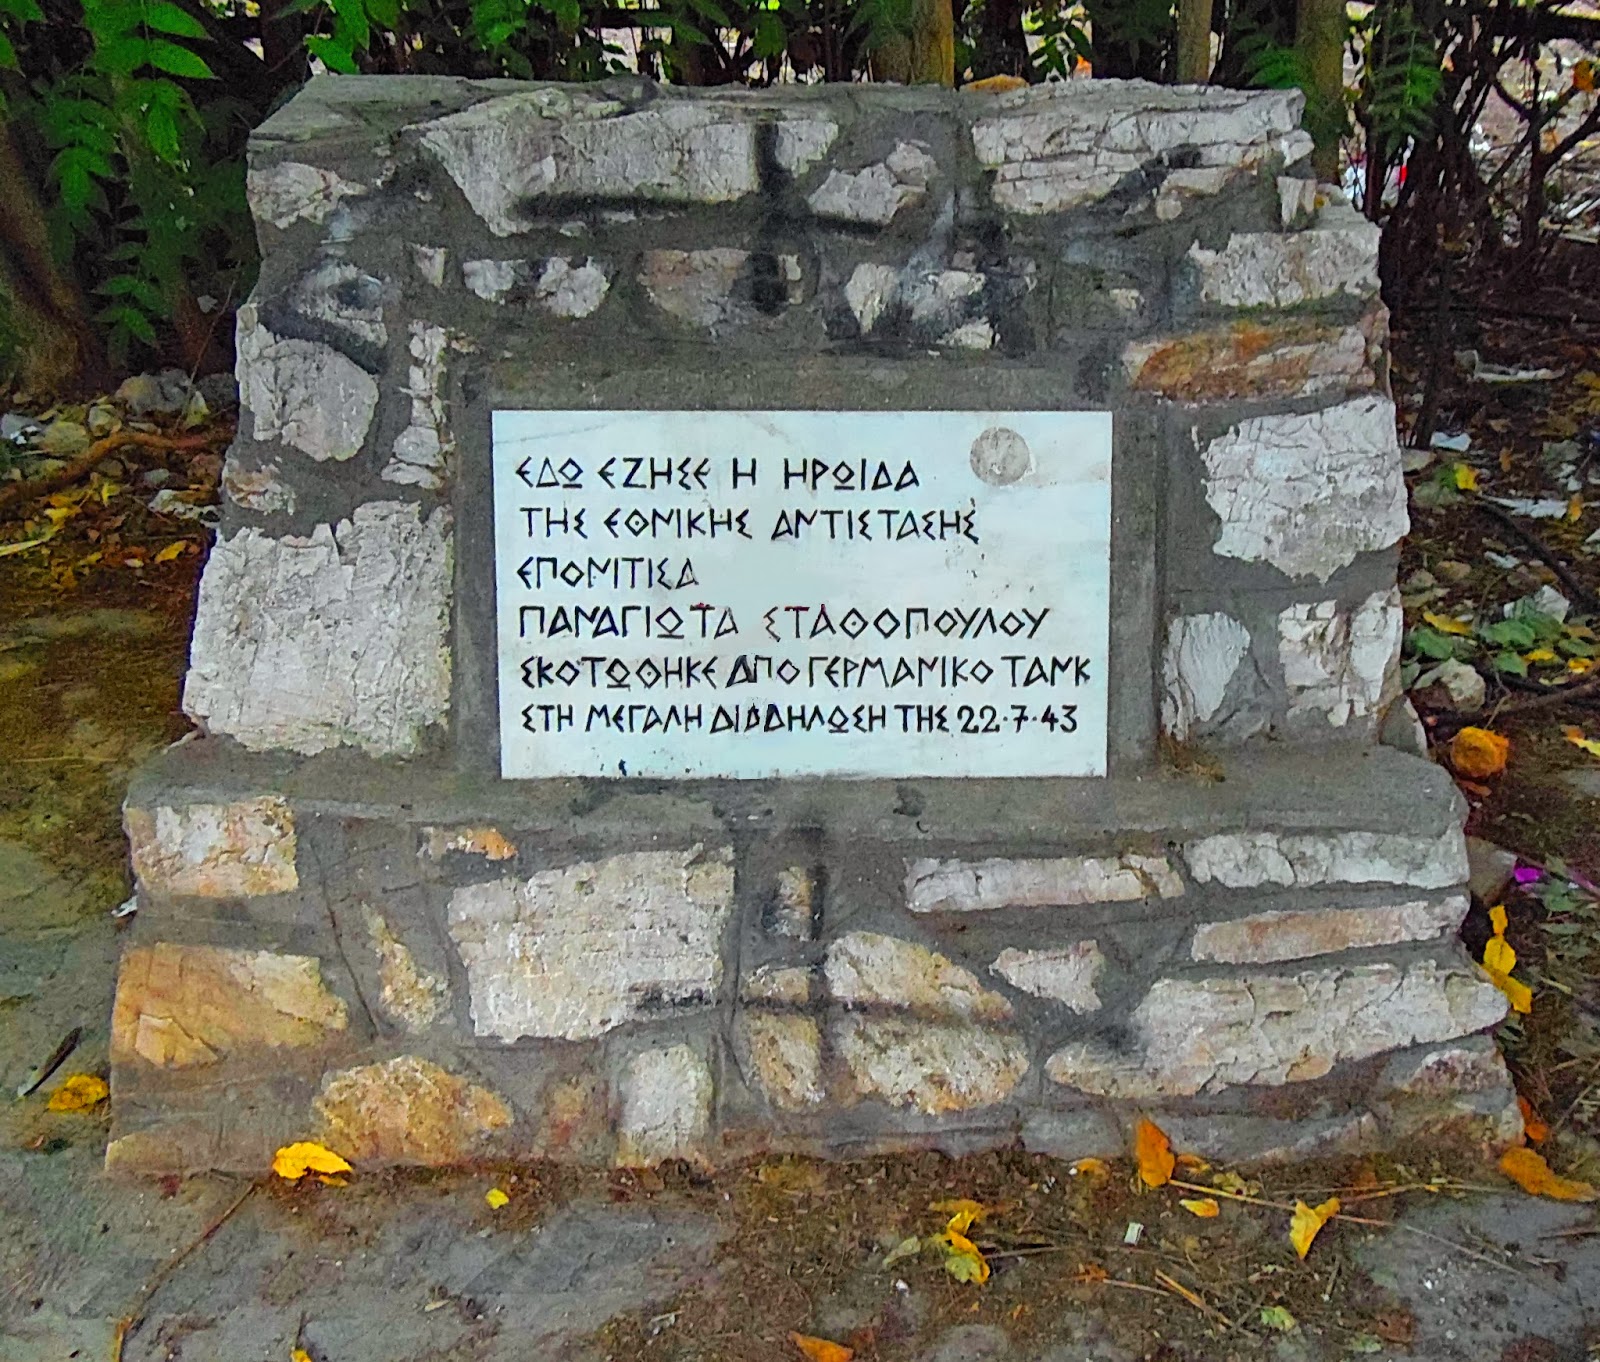 ΕΔΩ ΕΖΗΣΕ Η ΗΡΩΙΔΑ
ΤΗΣ ΕΘΝΙΚΗΣ ΑΝΤΙΣΤΑΣΗΣ
ΕΠΟΝΙΤΙΣΑ
ΠΑΝΑΓΙΩΤΑ ΣΤΑΘΟΠΟΥΛΟΥ
ΣΚΟΤΩΘΗΚΕ ΑΠΟ ΓΕΡΜΑΝΙΚΟ ΤΑΝΚ
ΣΤΗ ΜΕΓΑΛΗ ΔΙΑΔΗΛΩΣΗ ΤΗΣ 22·7·43